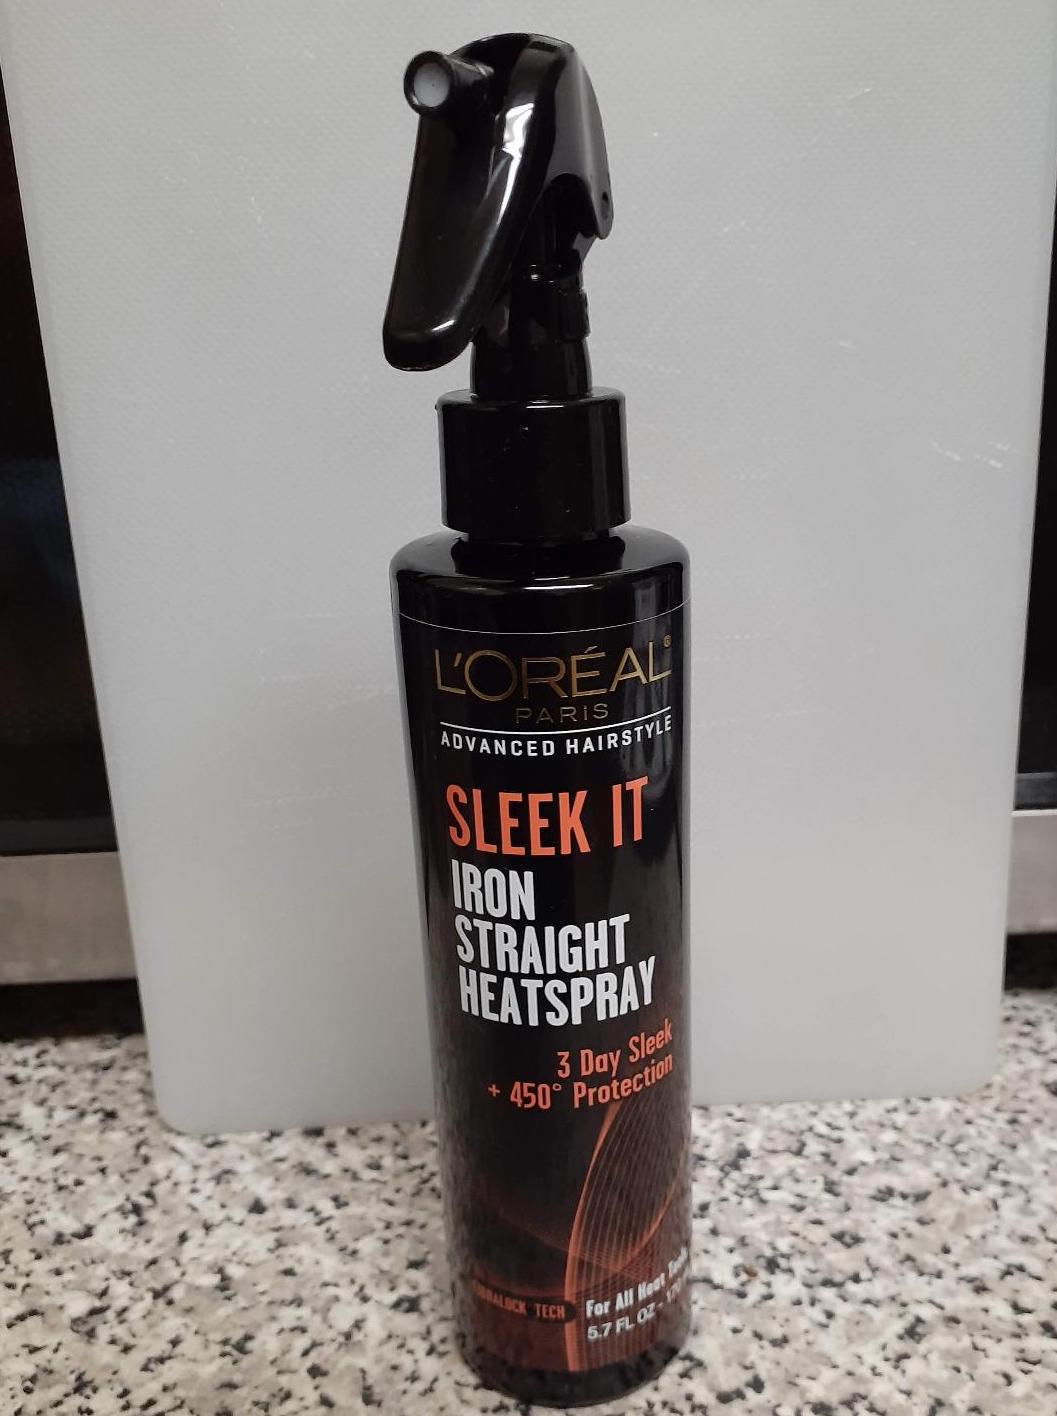 L'ORÉAL®
PARIS
ADVANCED HAIRSTYLE
SLEEK IT
IRON
STRAIGHT
HEATSPRAY
3 Day Sleek
+ 450° Protection
TECH
For All Heat
5.7 FL OZ -